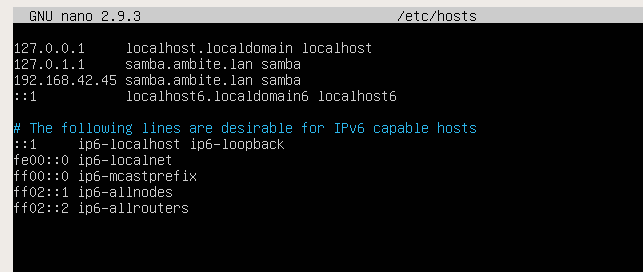 GNU nano 2.9.3 /etc/hosts
127.0.0.1 localhost.localdomain localhost
127.0.1.1 samba.ambite.lan samba
192.168.42.45 samba.ambite.lan samba
::1 localhost6.localdomain6 localhost6
# The following lines are desirable for IPv6 capable hosts
::1 ip6-localhost ip6-loopback
fe00::0 ip6-localnet
ff00::0 ip6-mcastprefix
ff02::1 ip6-allnodes
ff02::2 ip6-allrouters